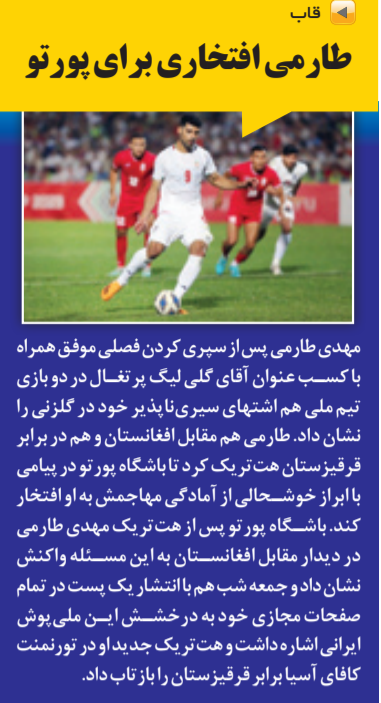 قاب
طارمی افتخاری برای پورتو
مهدی طارمی پس از سپری کردن فصلی موفق همراه
با کسب عنوان آقای گلی لیگ پرتغال در دو بازی
تیم ملی هم اشتهای سیری‌ناپذیر خود در گلزنی را
نشان داد. طارمی هم مقابل افغانستان و هم در برابر
قرقیزستان هت‌تریک کرد تا باشگاه پورتو در پیامی
با ابراز خوشحالی از آمادگی مهاجمش به او افتخار
کند. باشگاه پورتو پس از هت‌تریک مهدی طارمی
در دیدار مقابل افغانستان به این مسئله واکنش
نشان داد و جمعه شب هم با انتشار یک پست در تمام
صفحات مجازی خود به درخشش این ملی‌پوش
ایرانی اشاره داشت و هت‌تریک جدید او در تورنمنت
کافای آسیا برابر قرقیزستان را بازتاب داد.